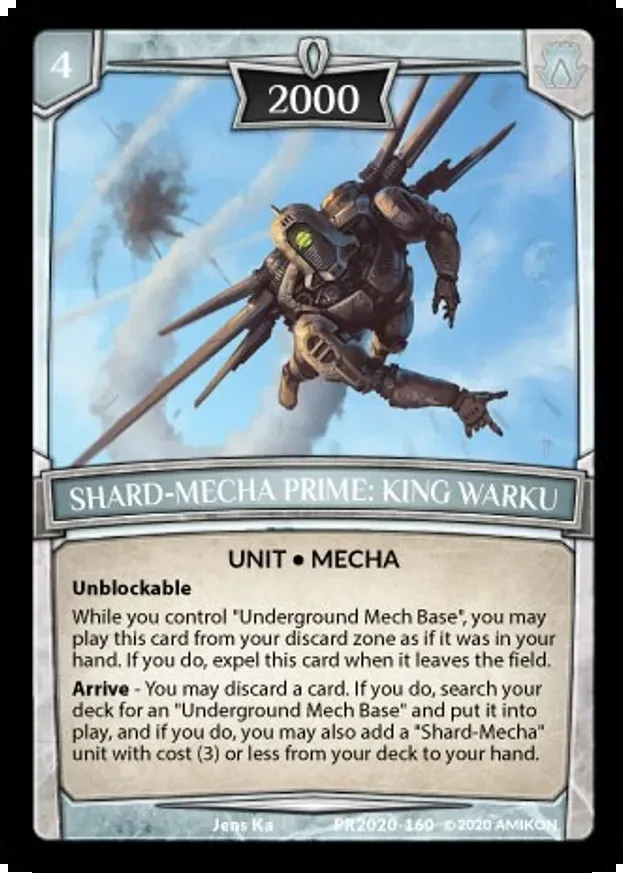 4
2000
SHARD-MECHA PRIME: KING WARKU
UNIT • MECHA
Unblockable
While you control "Underground Mech Base", you may
play this card from your discard zone as if it was in your
hand. If you do, expel this card when it leaves the field.
Arrive - You may discard a card. If you do, search your
deck for an "Underground Mech Base" and put it into
play, and if you do, you may also add a "Shard-Mecha"
unit with cost (3) or less from your deck to your hand.
Jens Ka PR2020-160 © 2020 AMIKON